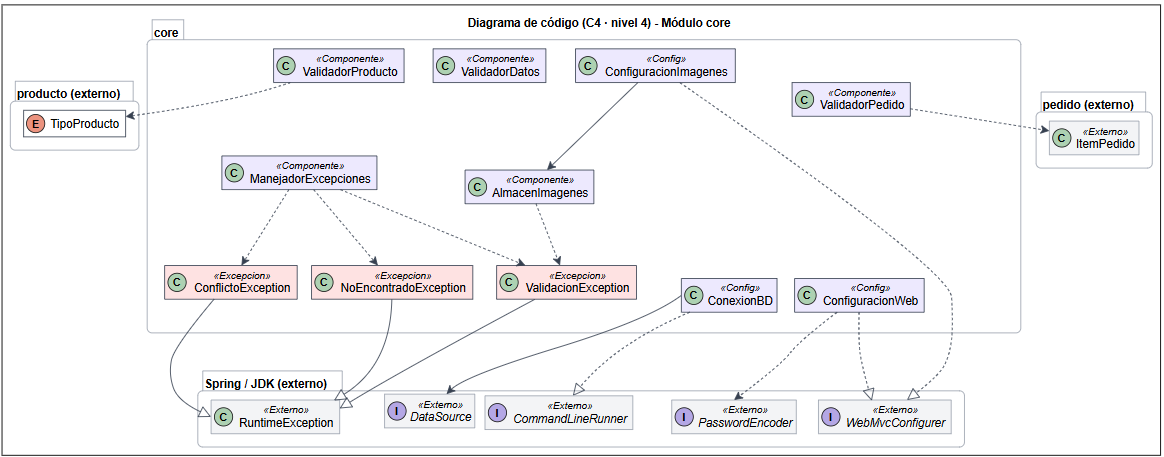 Diagrama de código (C4 · nivel 4) - Módulo core
core
«Componente»
C ValidadorProducto
«Componente»
C ValidadorDatos
«Config»
C ConfiguracionImagenes
producto (externo)
E TipoProducto
«Componente»
C ValidadorPedido
pedido (externo)
«Externo»
C ItemPedido
«Componente»
C ManejadorExcepciones
«Componente»
C AlmacenImagenes
«Excepcion»
C ConflictoException
«Excepcion»
C NoEncontradoException
«Excepcion»
C ValidacionException
«Config»
C ConexionBD
«Config»
C ConfiguracionWeb
Spring / JDK (externo)
«Externo»
C RuntimeException
«Externo»
I DataSource
«Externo»
I CommandLineRunner
«Externo»
I PasswordEncoder
«Externo»
I WebMvcConfigurer